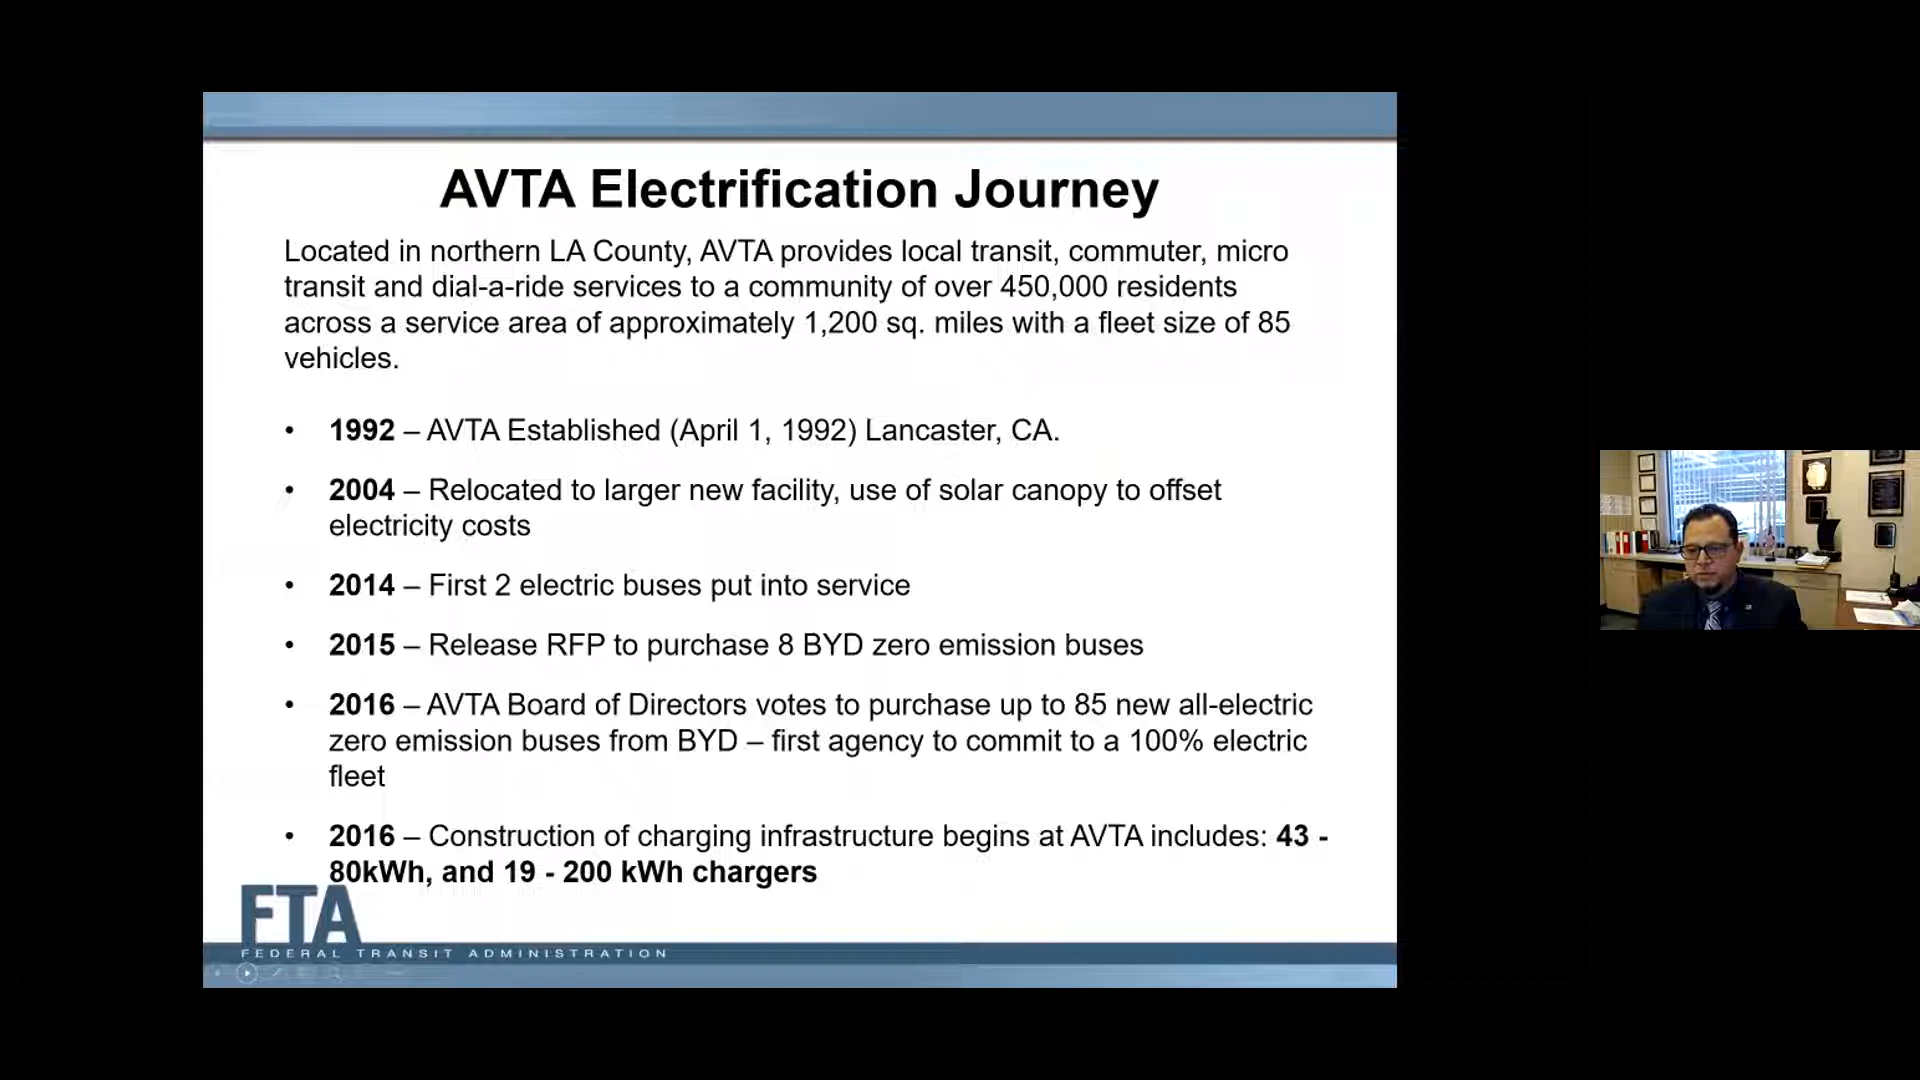 AVTA Electrification Journey
Located in northern LA County, AVTA provides local transit, commuter, micro
transit and dial-a-ride services to a community of over 450,000 residents
across a service area of approximately 1,200 sq. miles with a fleet size of 85
vehicles.
• 1992 – AVTA Established (April 1, 1992) Lancaster, CA.
• 2004 – Relocated to larger new facility, use of solar canopy to offset
electricity costs
• 2014 – First 2 electric buses put into service
• 2015 – Release RFP to purchase 8 BYD zero emission buses
• 2016 – AVTA Board of Directors votes to purchase up to 85 new all-electric
zero emission buses from BYD – first agency to commit to a 100% electric
fleet
• 2016 – Construction of charging infrastructure begins at AVTA includes: 43 -
80kWh, and 19 - 200 kWh chargers
FTA
FEDERAL TRANSIT ADMINISTRATION